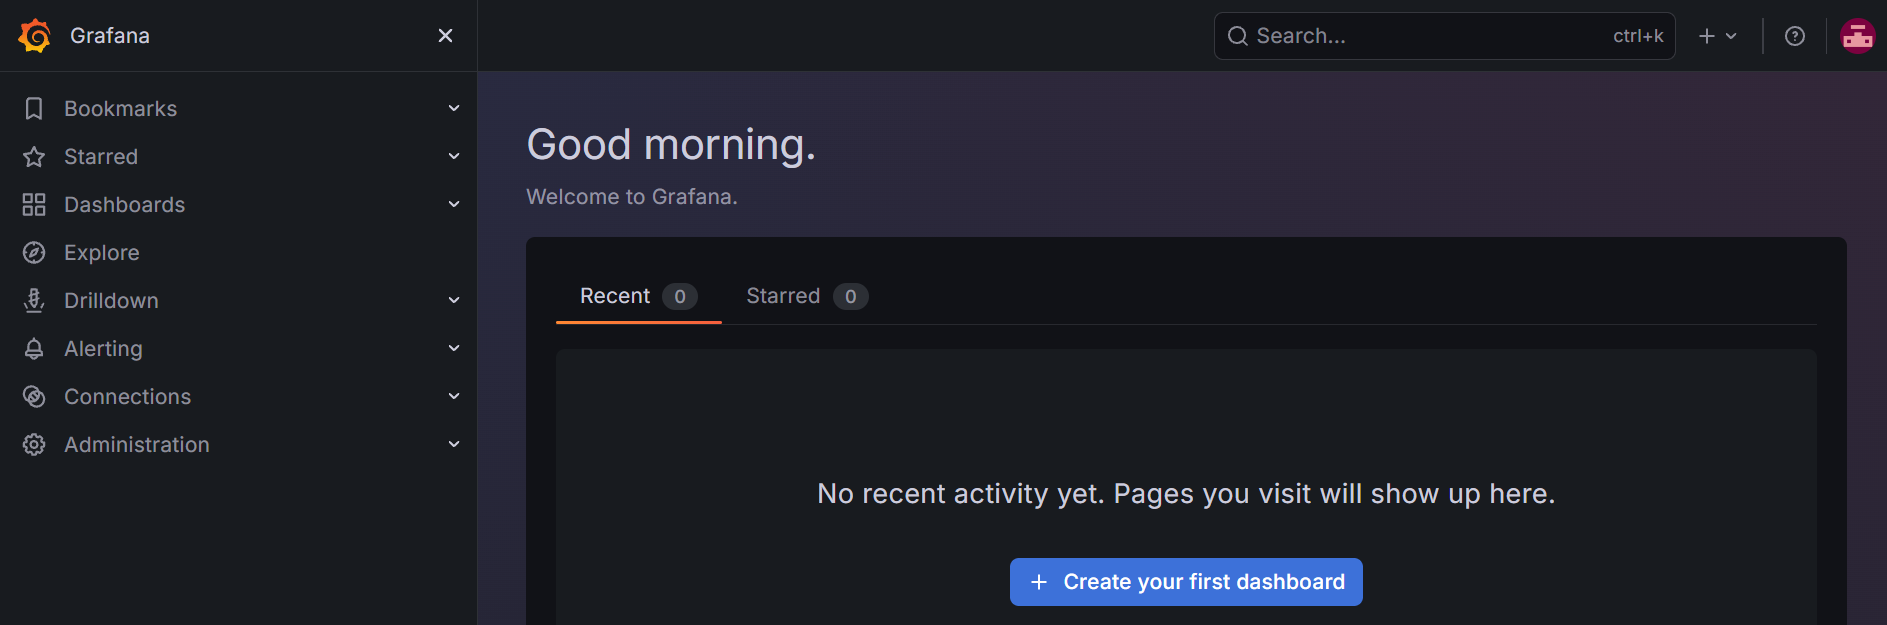 Grafana
Search...
ctrl+k
Bookmarks
Starred
Dashboards
Explore
Drilldown
Alerting
Connections
Administration
Good morning.
Welcome to Grafana.
Recent 0
Starred 0
No recent activity yet. Pages you visit will show up here.
Create your first dashboard